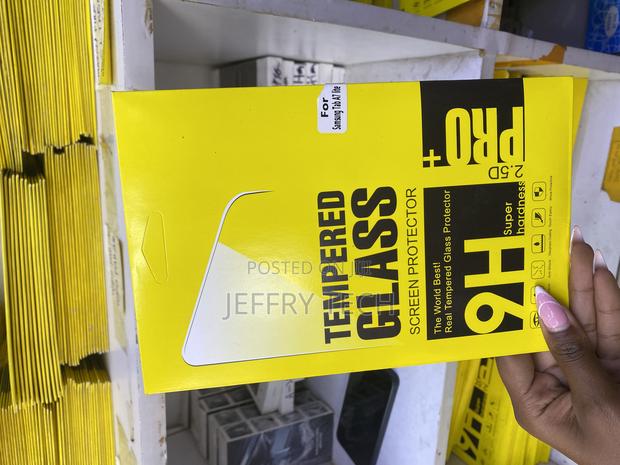 For
Samsung Tab A7 lite
PRO+
2.5D
TEMPERED
GLASS
SCREEN PROTECTOR
The World Best!
Real Tempered Glass Protector
9H
Super
hardness
POSTED ON
JEFFRY TECH